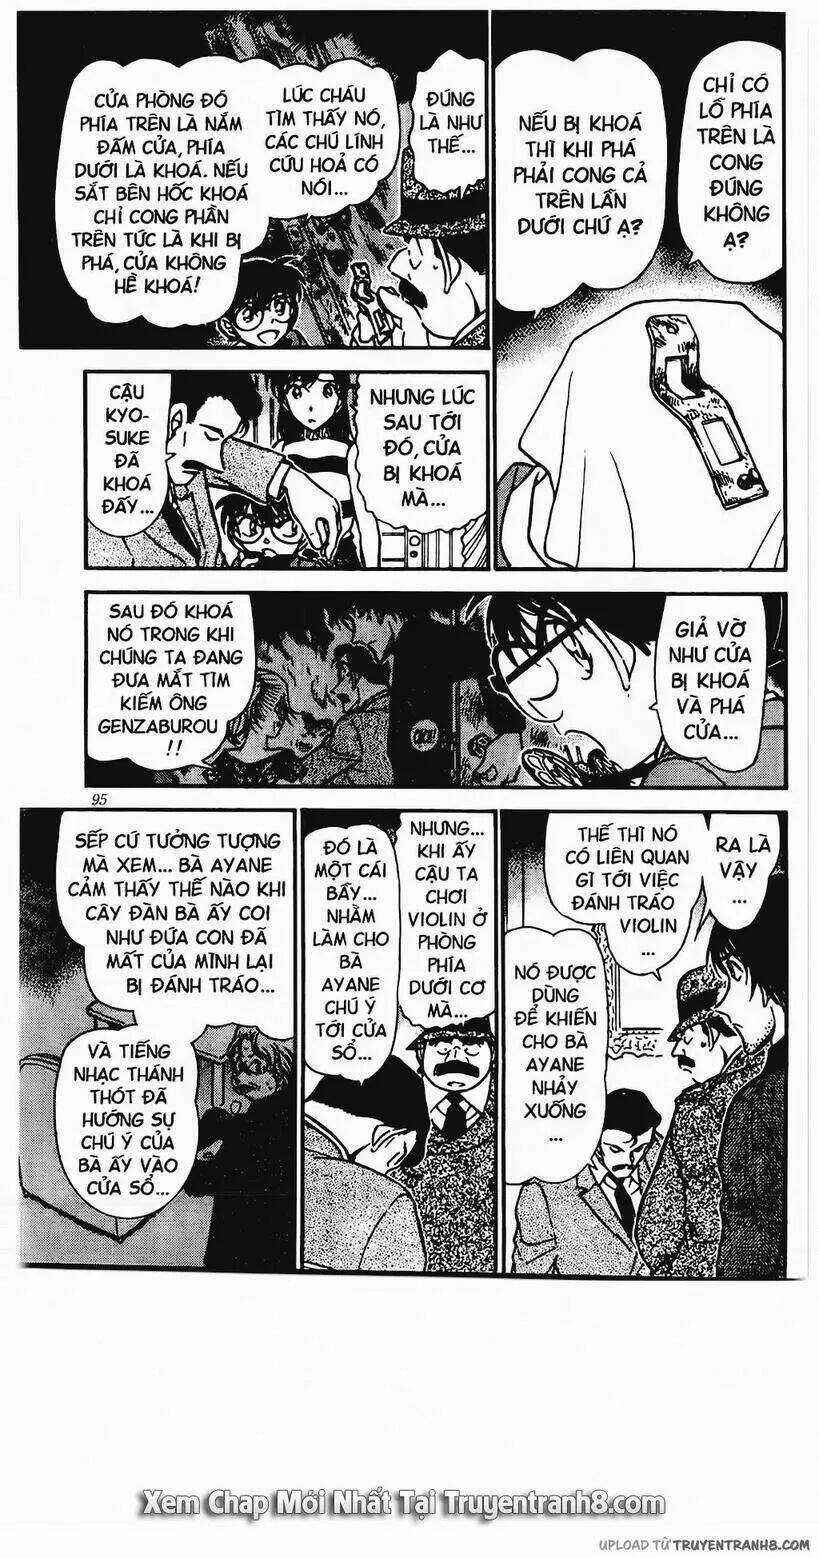 CHỈ CÓ
LỖ PHÍA
TRÊN LÀ
CONG
ĐÚNG
KHÔNG
Ạ?
NẾU BỊ KHOÁ
THÌ KHI PHÁ
PHẢI CONG CẢ
TRÊN LẪN
DƯỚI CHỨ Ạ?
ĐÚNG
LÀ NHƯ
THẾ...
LÚC CHÁU
TÌM THẤY NÓ,
CÁC CHÚ LÍNH
CỨU HOẢ CÓ
NÓI...
CỬA PHÒNG ĐÓ
PHÍA TRÊN LÀ NẮM
ĐẤM CỬA, PHÍA
DƯỚI LÀ KHOÁ. NẾU
SẮT BÊN HỐC KHOÁ
CHỈ CONG PHẦN
TRÊN TỨC LÀ KHI BỊ
PHÁ, CỬA KHÔNG
HỀ KHOÁ!
NHƯNG LÚC
SAU TỚI
ĐÓ, CỬA
BỊ KHOÁ
MÀ...
CẬU
KYO-
SUKE
ĐÃ
KHOÁ
ĐẤY...
GIẢ VỜ
NHƯ CỬA
BỊ KHOÁ
VÀ PHÁ
CỬA...
SAU ĐÓ KHOÁ
NÓ TRONG KHI
CHÚNG TA ĐANG
ĐƯA MẮT TÌM
KIẾM ÔNG
GENZABUROU
!!
95
RA LÀ
VẬY
...
THẾ THÌ NÓ
CÓ LIÊN QUAN
GÌ TỚI VIỆC
ĐÁNH TRÁO
VIOLIN
...
NÓ ĐƯỢC
DÙNG
ĐỂ KHIẾN
CHO BÀ
AYANE
NHẢY
XUỐNG
...
NHƯNG...
KHI ẤY
CẬU TA
CHƠI
VIOLIN Ở
PHÒNG
PHÍA
DƯỚI CƠ
MÀ...
ĐÓ LÀ
MỘT CÁI
BẪY...
NHẰM
LÀM CHO
BÀ
AYANE
CHÚ Ý
TỚI CỬA
SỔ...
SẾP CỨ TƯỞNG TƯỢNG
MÀ XEM... BÀ AYANE
CẢM THẤY THẾ NÀO KHI
CÂY ĐÀN BÀ ẤY COI
NHƯ ĐỨA CON ĐÃ
MẤT CỦA MÌNH LẠI
BỊ ĐÁNH TRÁO...
VÀ TIẾNG
NHẠC THÁNH
THÓT ĐÃ
HƯỚNG SỰ
CHÚ Ý CỦA
BÀ ẤY VÀO
CỬA SỔ...
Xem Chap Mới Nhất Tại Truyentranh8.com
UPLOAD TỪ TRUYENTRANH8.COM